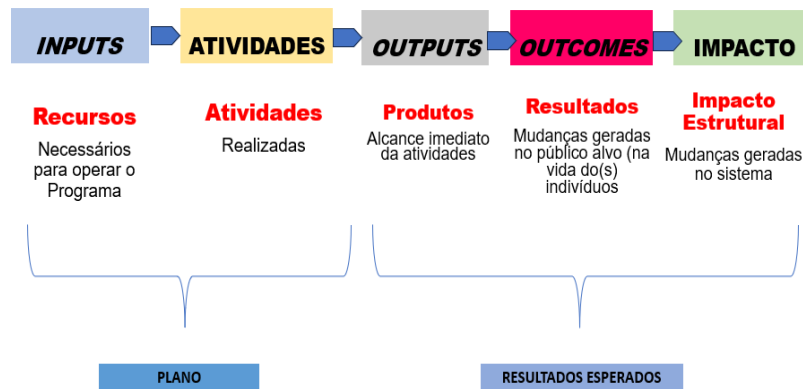 INPUTS
ATIVIDADES
OUTPUTS
OUTCOMES
IMPACTO
Recursos
Necessários
para operar o
Programa
Atividades
Realizadas
Produtos
Alcance imediato
da atividades
Resultados
Mudanças geradas
no público alvo (na
vida do(s)
indivíduos
Impacto
Estrutural
Mudanças geradas
no sistema
PLANO
RESULTADOS ESPERADOS